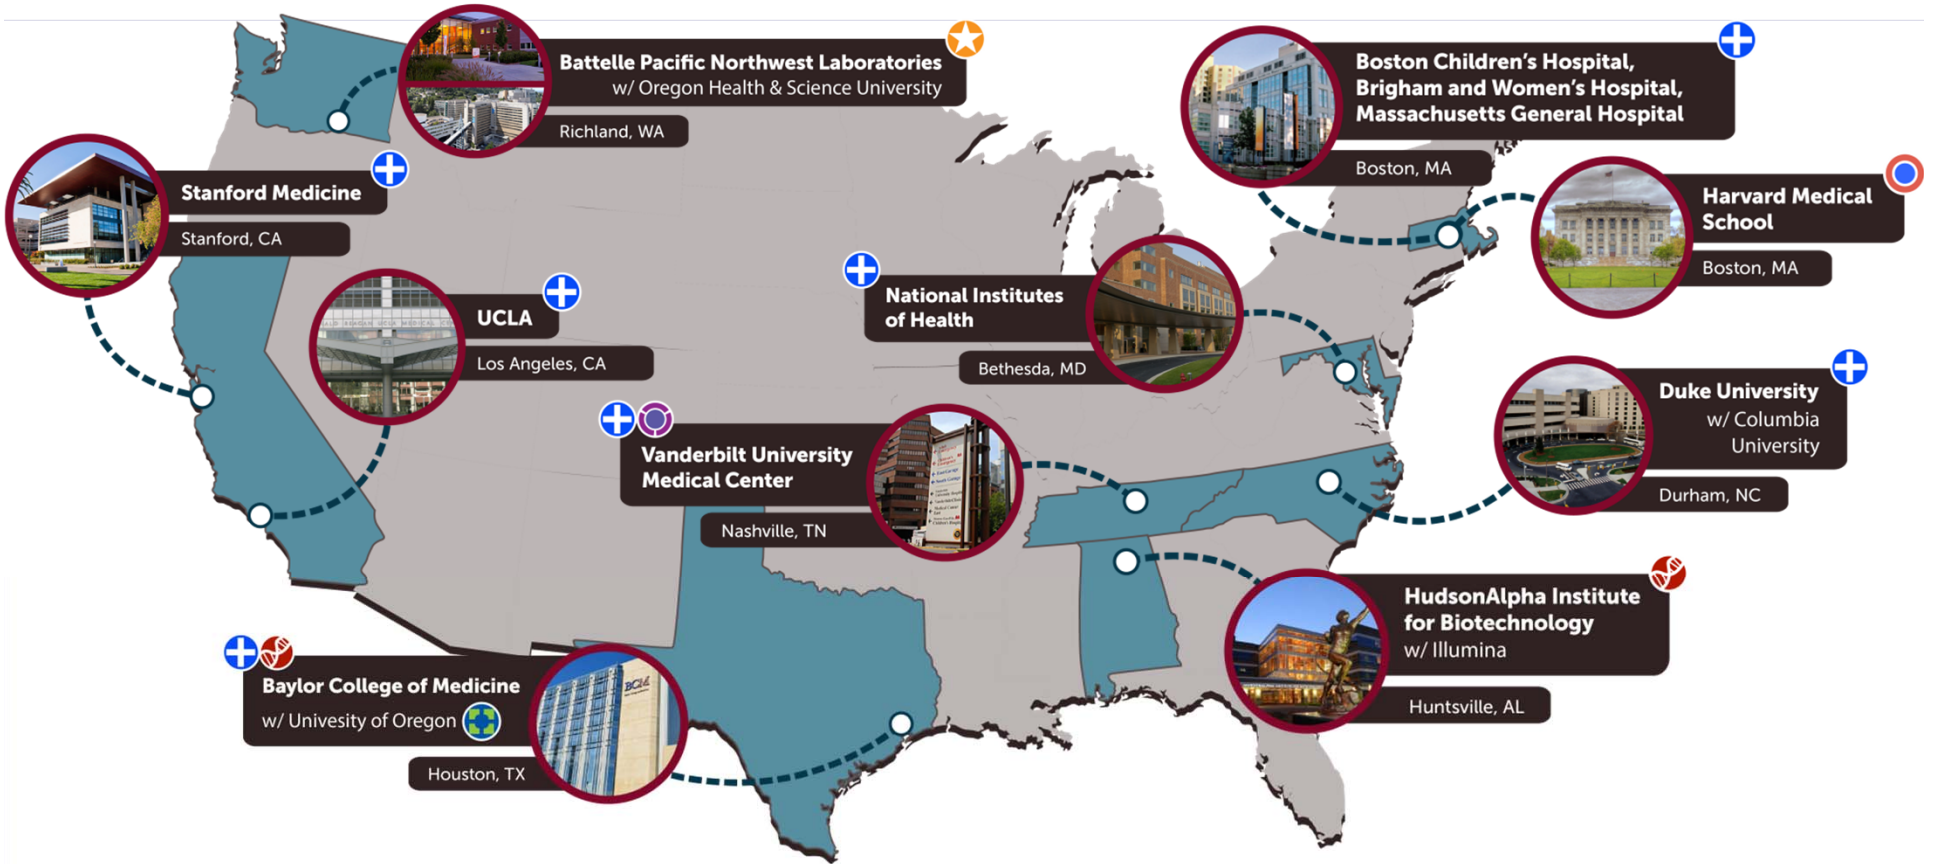 Battelle Pacific Northwest Laboratories
w/ Oregon Health & Science University
Richland, WA
Boston Children's Hospital,
Brigham and Women's Hospital,
Massachusetts General Hospital
Boston, MA
Stanford Medicine
Stanford, CA
Harvard Medical
School
Boston, MA
National Institutes
of Health
Bethesda, MD
UCLA
Los Angeles, CA
Duke University
w/ Columbia
University
Durham, NC
Vanderbilt University
Medical Center
Nashville, TN
HudsonAlpha Institute
for Biotechnology
w/ Illumina
Huntsville, AL
Baylor College of Medicine
w/ Univesity of Oregon
BCM
Houston, TX